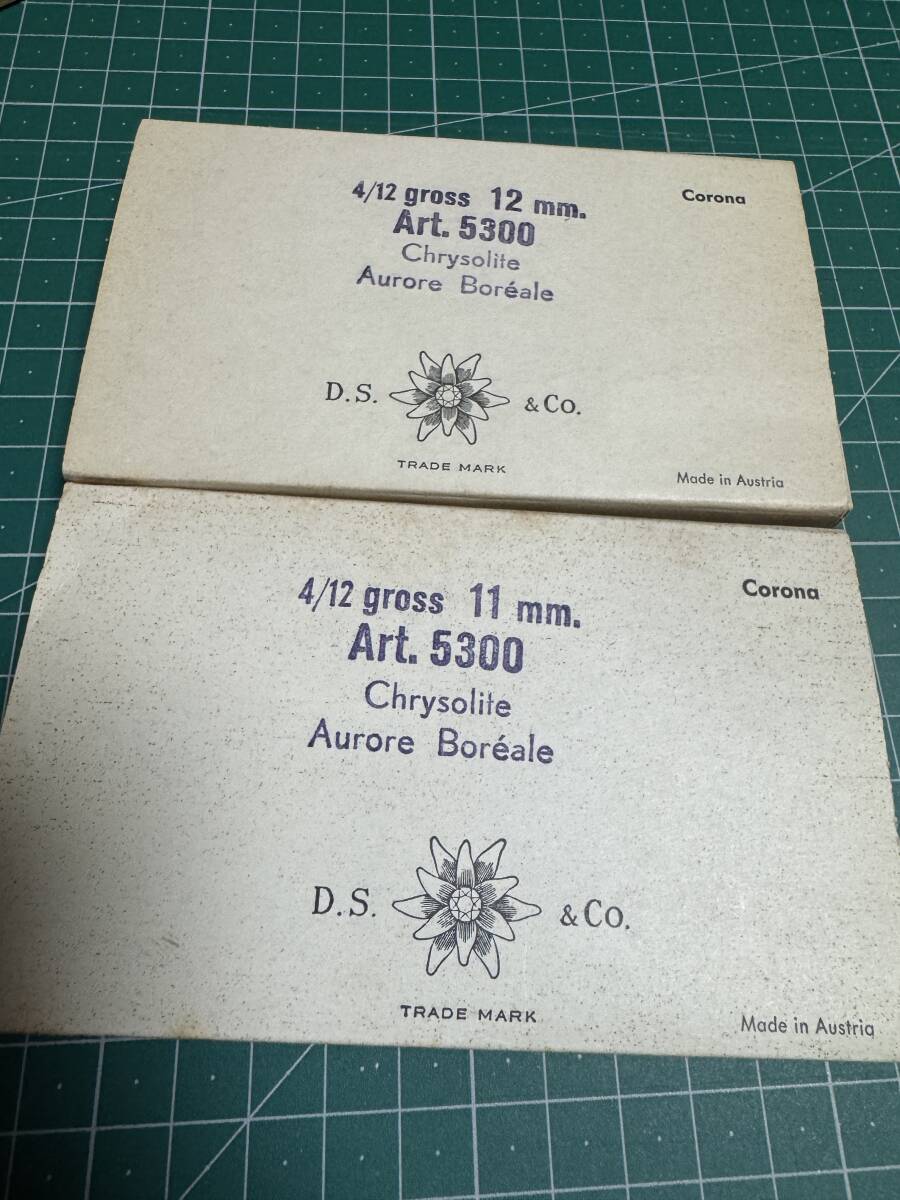 4/12 gross 12 mm.
Corona
Art. 5300
Chrysolite
Aurore Boréale
D.S. & Co.
TRADE MARK
Made in Austria
4/12 gross 11 mm.
Corona
Art. 5300
Chrysolite
Aurore Boréale
D.S. & Co.
TRADE MARK
Made in Austria